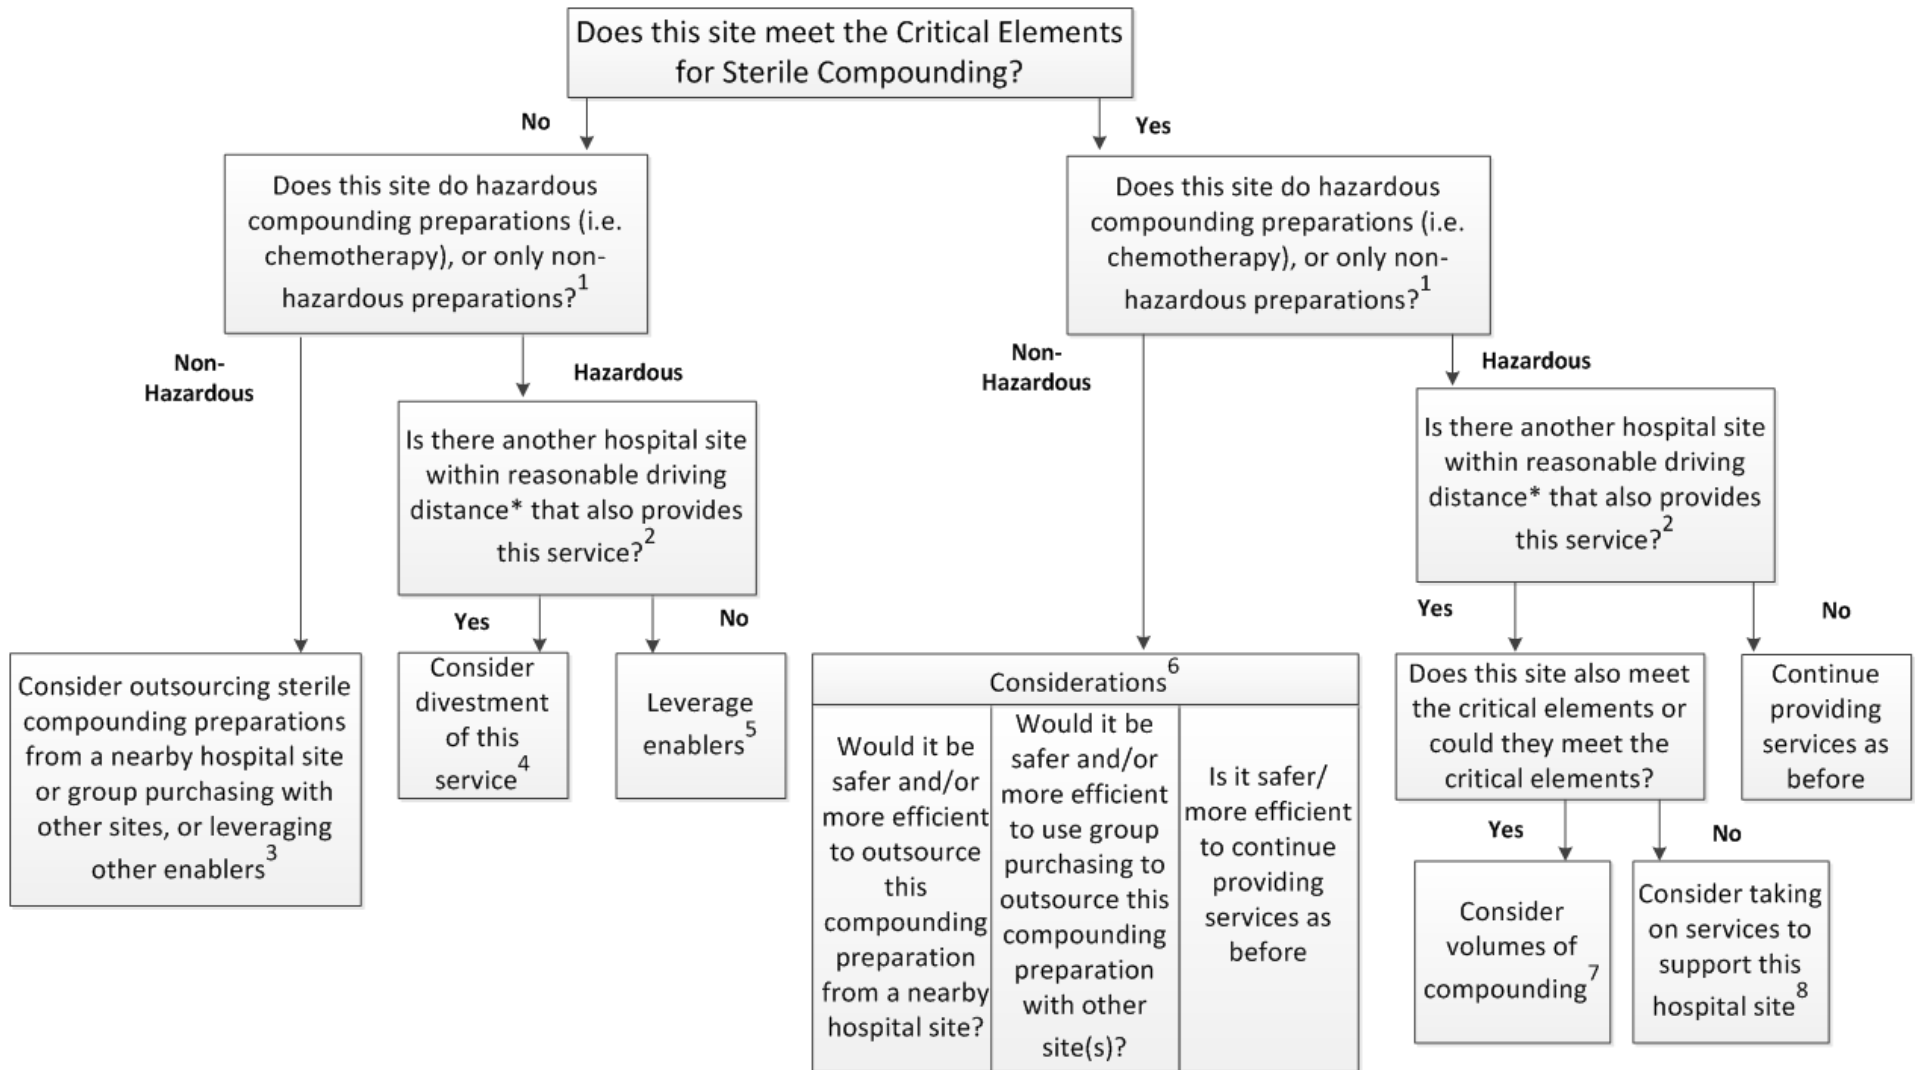 Does this site meet the Critical Elements
for Sterile Compounding?
No
Yes
Does this site do hazardous
compounding preparations (i.e.
chemotherapy), or only non-
hazardous preparations?1
Does this site do hazardous
compounding preparations (i.e.
chemotherapy), or only non-
hazardous preparations?1
Non-
Hazardous
Hazardous
Non-
Hazardous
Hazardous
Is there another hospital site
within reasonable driving
distance* that also provides
this service?2
Is there another hospital site
within reasonable driving
distance* that also provides
this service?2
Yes
No
Yes
No
Consider outsourcing sterile
compounding preparations
from a nearby hospital site
or group purchasing with
other sites, or leveraging
other enablers3
Consider
divestment
of this
service4
Leverage
enablers5
Considerations6
Would it be
safer and/or
more efficient
to outsource
this
compounding
preparation
from a nearby
hospital site?
Would it be
safer and/or
more efficient
to use group
purchasing to
outsource this
compounding
preparation
with other
site(s)?
Is it safer/
more efficient
to continue
providing
services as
before
Does this site also meet
the critical elements or
could they meet the
critical elements?
Continue
providing
services as
before
Yes
No
Consider
volumes of
compounding7
Consider taking
on services to
support this
hospital site8